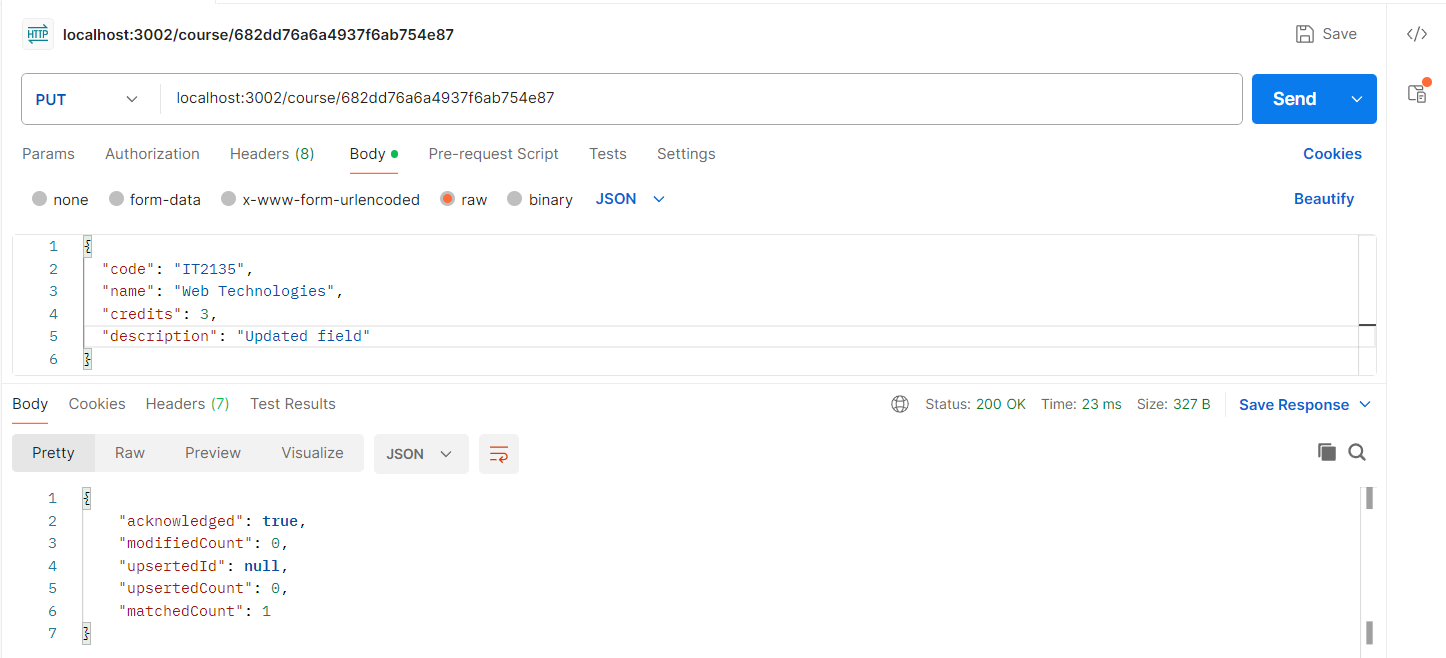 HTTP localhost:3002/course/682dd76a6a4937f6ab754e87 Save </>
PUT localhost:3002/course/682dd76a6a4937f6ab754e87 Send
Params Authorization Headers (8) Body Pre-request Script Tests Settings Cookies
none form-data x-www-form-urlencoded raw binary JSON Beautify
1 {
2 "code": "IT2135",
3 "name": "Web Technologies",
4 "credits": 3,
5 "description": "Updated field"
6 }
Body Cookies Headers (7) Test Results Status: 200 OK Time: 23 ms Size: 327 B Save Response
Pretty Raw Preview Visualize JSON
1 {
2 "acknowledged": true,
3 "modifiedCount": 0,
4 "upsertedId": null,
5 "upsertedCount": 0,
6 "matchedCount": 1
7 }